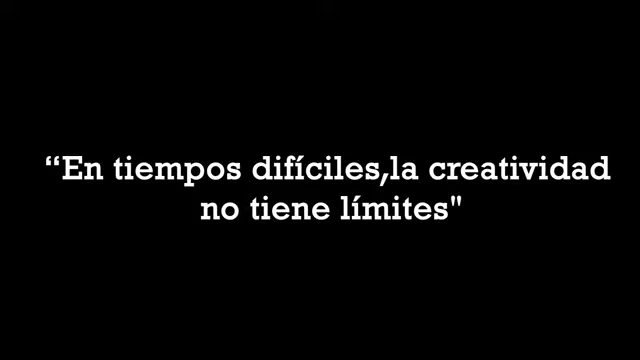 “En tiempos difíciles,la creatividad
no tiene límites"